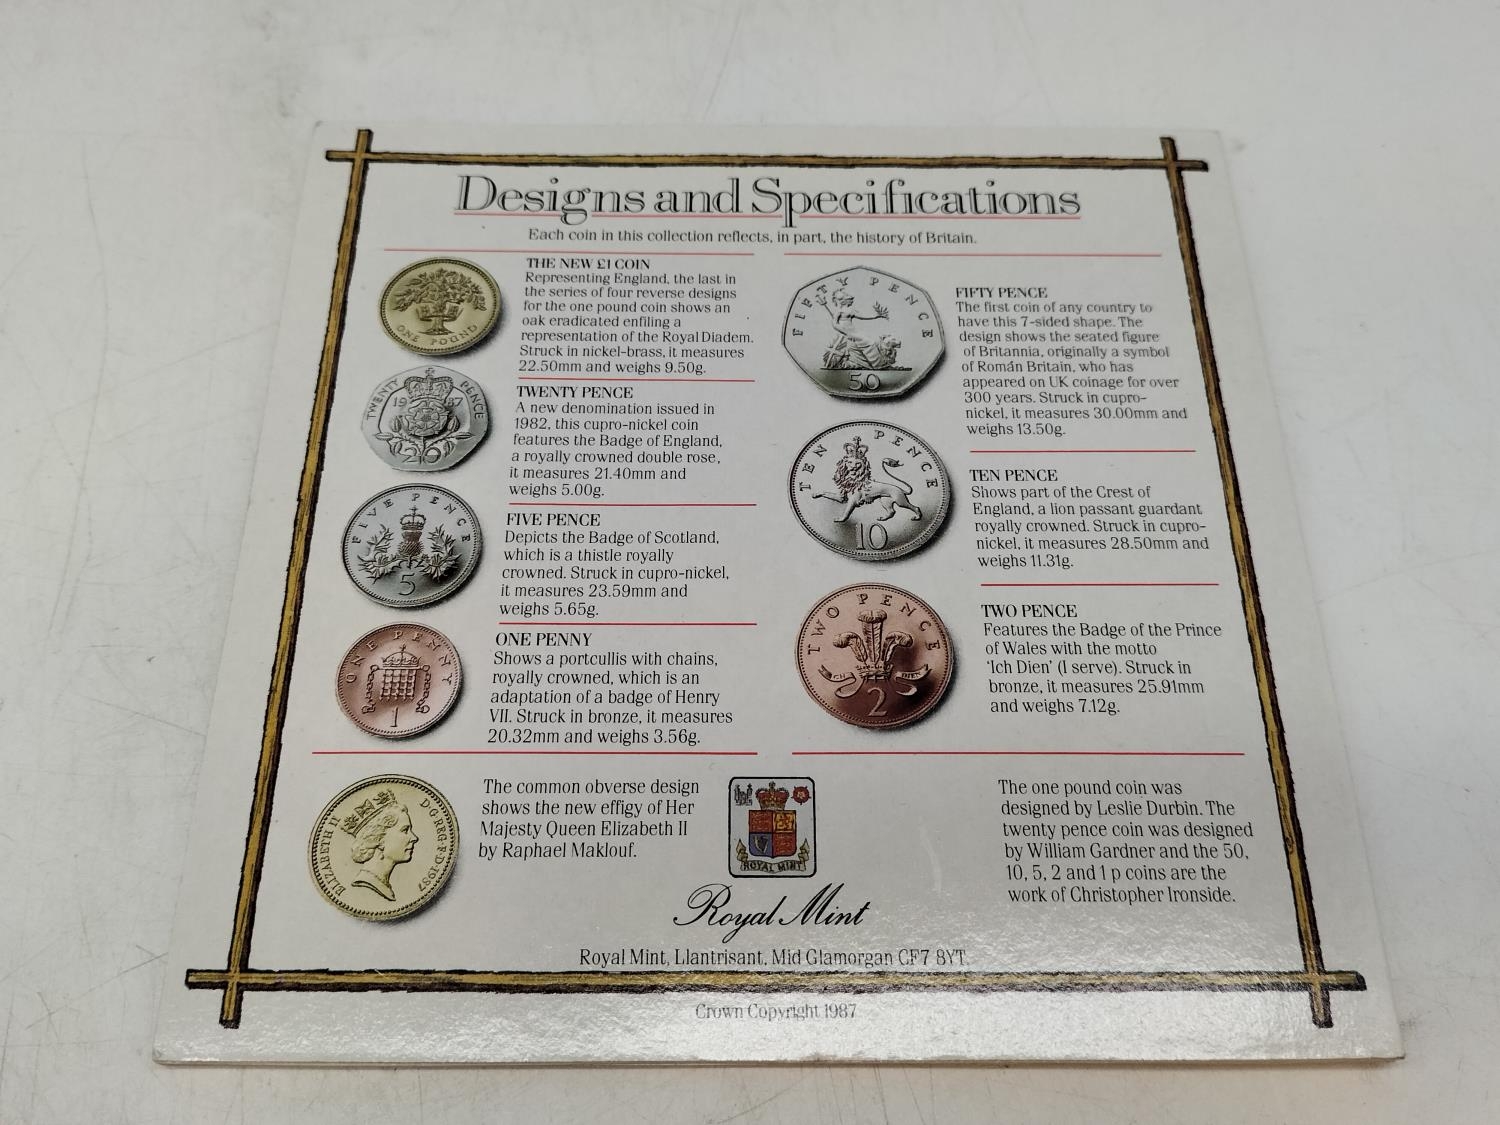 Designs and Specifications
Each coin in this collection reflects, in part, the history of Britain.
ONE POUND
THE NEW £1 COIN
Representing England, the last in
the series of four reverse designs
for the one pound coin shows an
oak eradicated enfiling a
representation of the Royal Diadem.
Struck in nickel-brass, it measures
22.50mm and weighs 9.50g.
TWENTY PENCE
1987
20
TWENTY PENCE
A new denomination issued in
1982, this cupro-nickel coin
features the Badge of England,
a royally crowned double rose,
it measures 21.40mm and
weighs 5.00g.
FIVE PENCE
5
FIVE PENCE
Depicts the Badge of Scotland,
which is a thistle royally
crowned. Struck in cupro-nickel,
it measures 23.59mm and
weighs 5.65g.
ONE PENNY
1
ONE PENNY
Shows a portcullis with chains,
royally crowned, which is an
adaptation of a badge of Henry
VII. Struck in bronze, it measures
20.32mm and weighs 3.56g.
FIFTY PENCE
50
FIFTY PENCE
The first coin of any country to
have this 7-sided shape. The
design shows the seated figure
of Britannia, originally a symbol
of Román Britain, who has
appeared on UK coinage for over
300 years. Struck in cupro-
nickel, it measures 30.00mm and
weighs 13.50g.
TEN PENCE
10
TEN PENCE
Shows part of the Crest of
England, a lion passant guardant
royally crowned. Struck in cupro-
nickel, it measures 28.50mm and
weighs 11.31g.
TWO PENCE
ICH DIEN
2
TWO PENCE
Features the Badge of the Prince
of Wales with the motto
'Ich Dien' (I serve). Struck in
bronze, it measures 25.91mm
and weighs 7.12g.
ELIZABETH II D·G·REG·F·D·1987
The common obverse design
shows the new effigy of Her
Majesty Queen Elizabeth II
by Raphael Maklouf.
ROYAL MINT
Royal Mint
Royal Mint, Llantrisant, Mid Glamorgan CF7 8YT.
The one pound coin was
designed by Leslie Durbin. The
twenty pence coin was designed
by William Gardner and the 50,
10, 5, 2 and 1 p coins are the
work of Christopher Ironside.
Crown Copyright 1987